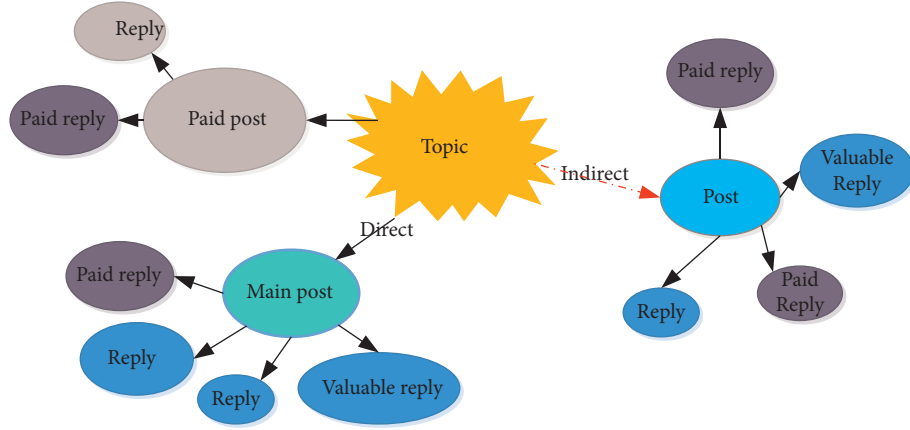 Reply
Paid reply
Paid post
Topic
Indirect
Paid reply
Valuable
Reply
Post
Paid
Reply
Reply
Direct
Main post
Paid reply
Reply
Reply
Valuable reply